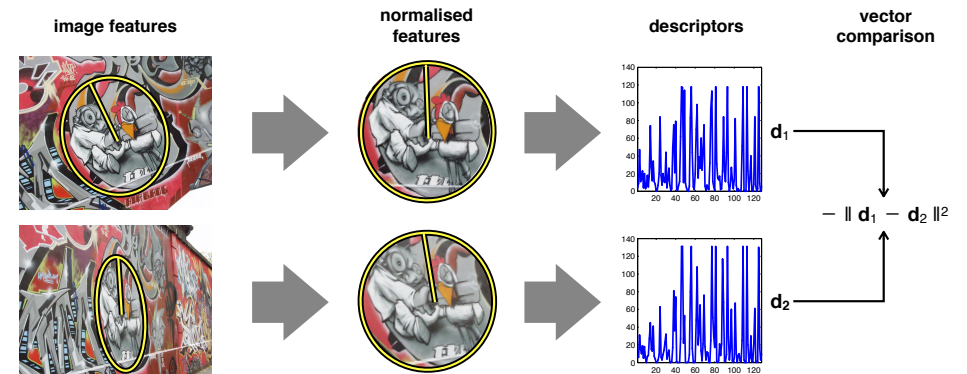 image features
normalised
features
descriptors
vector
comparison
140
120
100
80
60
40
20
0
20 40 60 80 100 120
d1
− || d1 − d2 ||²
140
120
100
80
60
40
20
0
20 40 60 80 100 120
d2